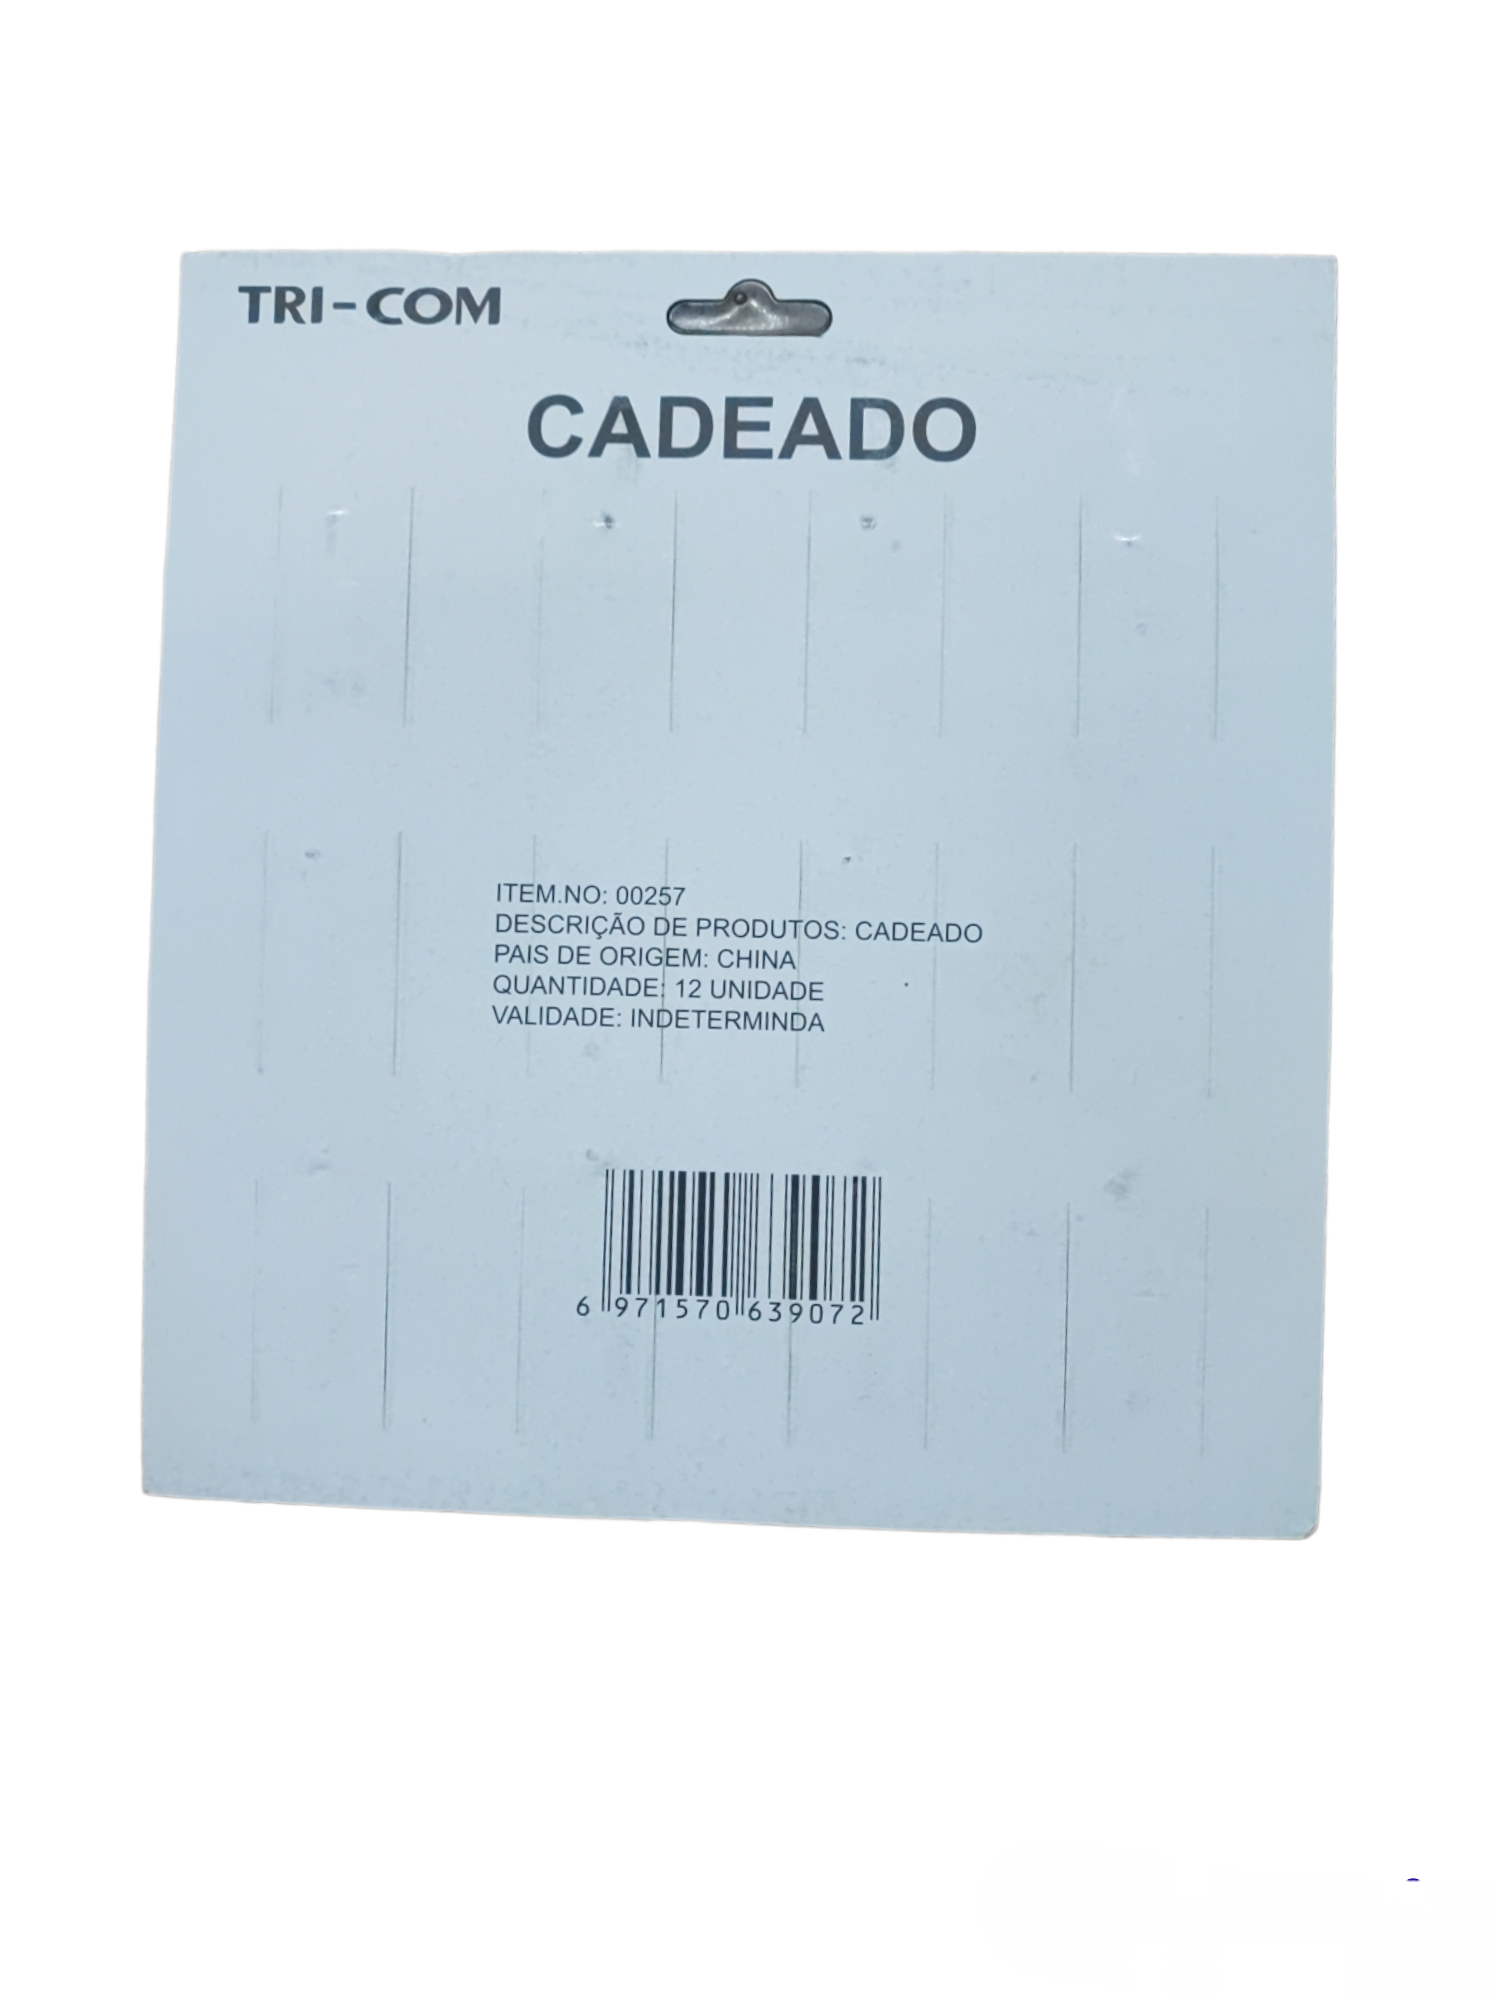 TRI-COM
CADEADO
ITEM.NO: 00257
DESCRIÇÃO DE PRODUTOS: CADEADO
PAIS DE ORIGEM: CHINA
QUANTIDADE: 12 UNIDADE
VALIDADE: INDETERMINDA
6 971570 639072